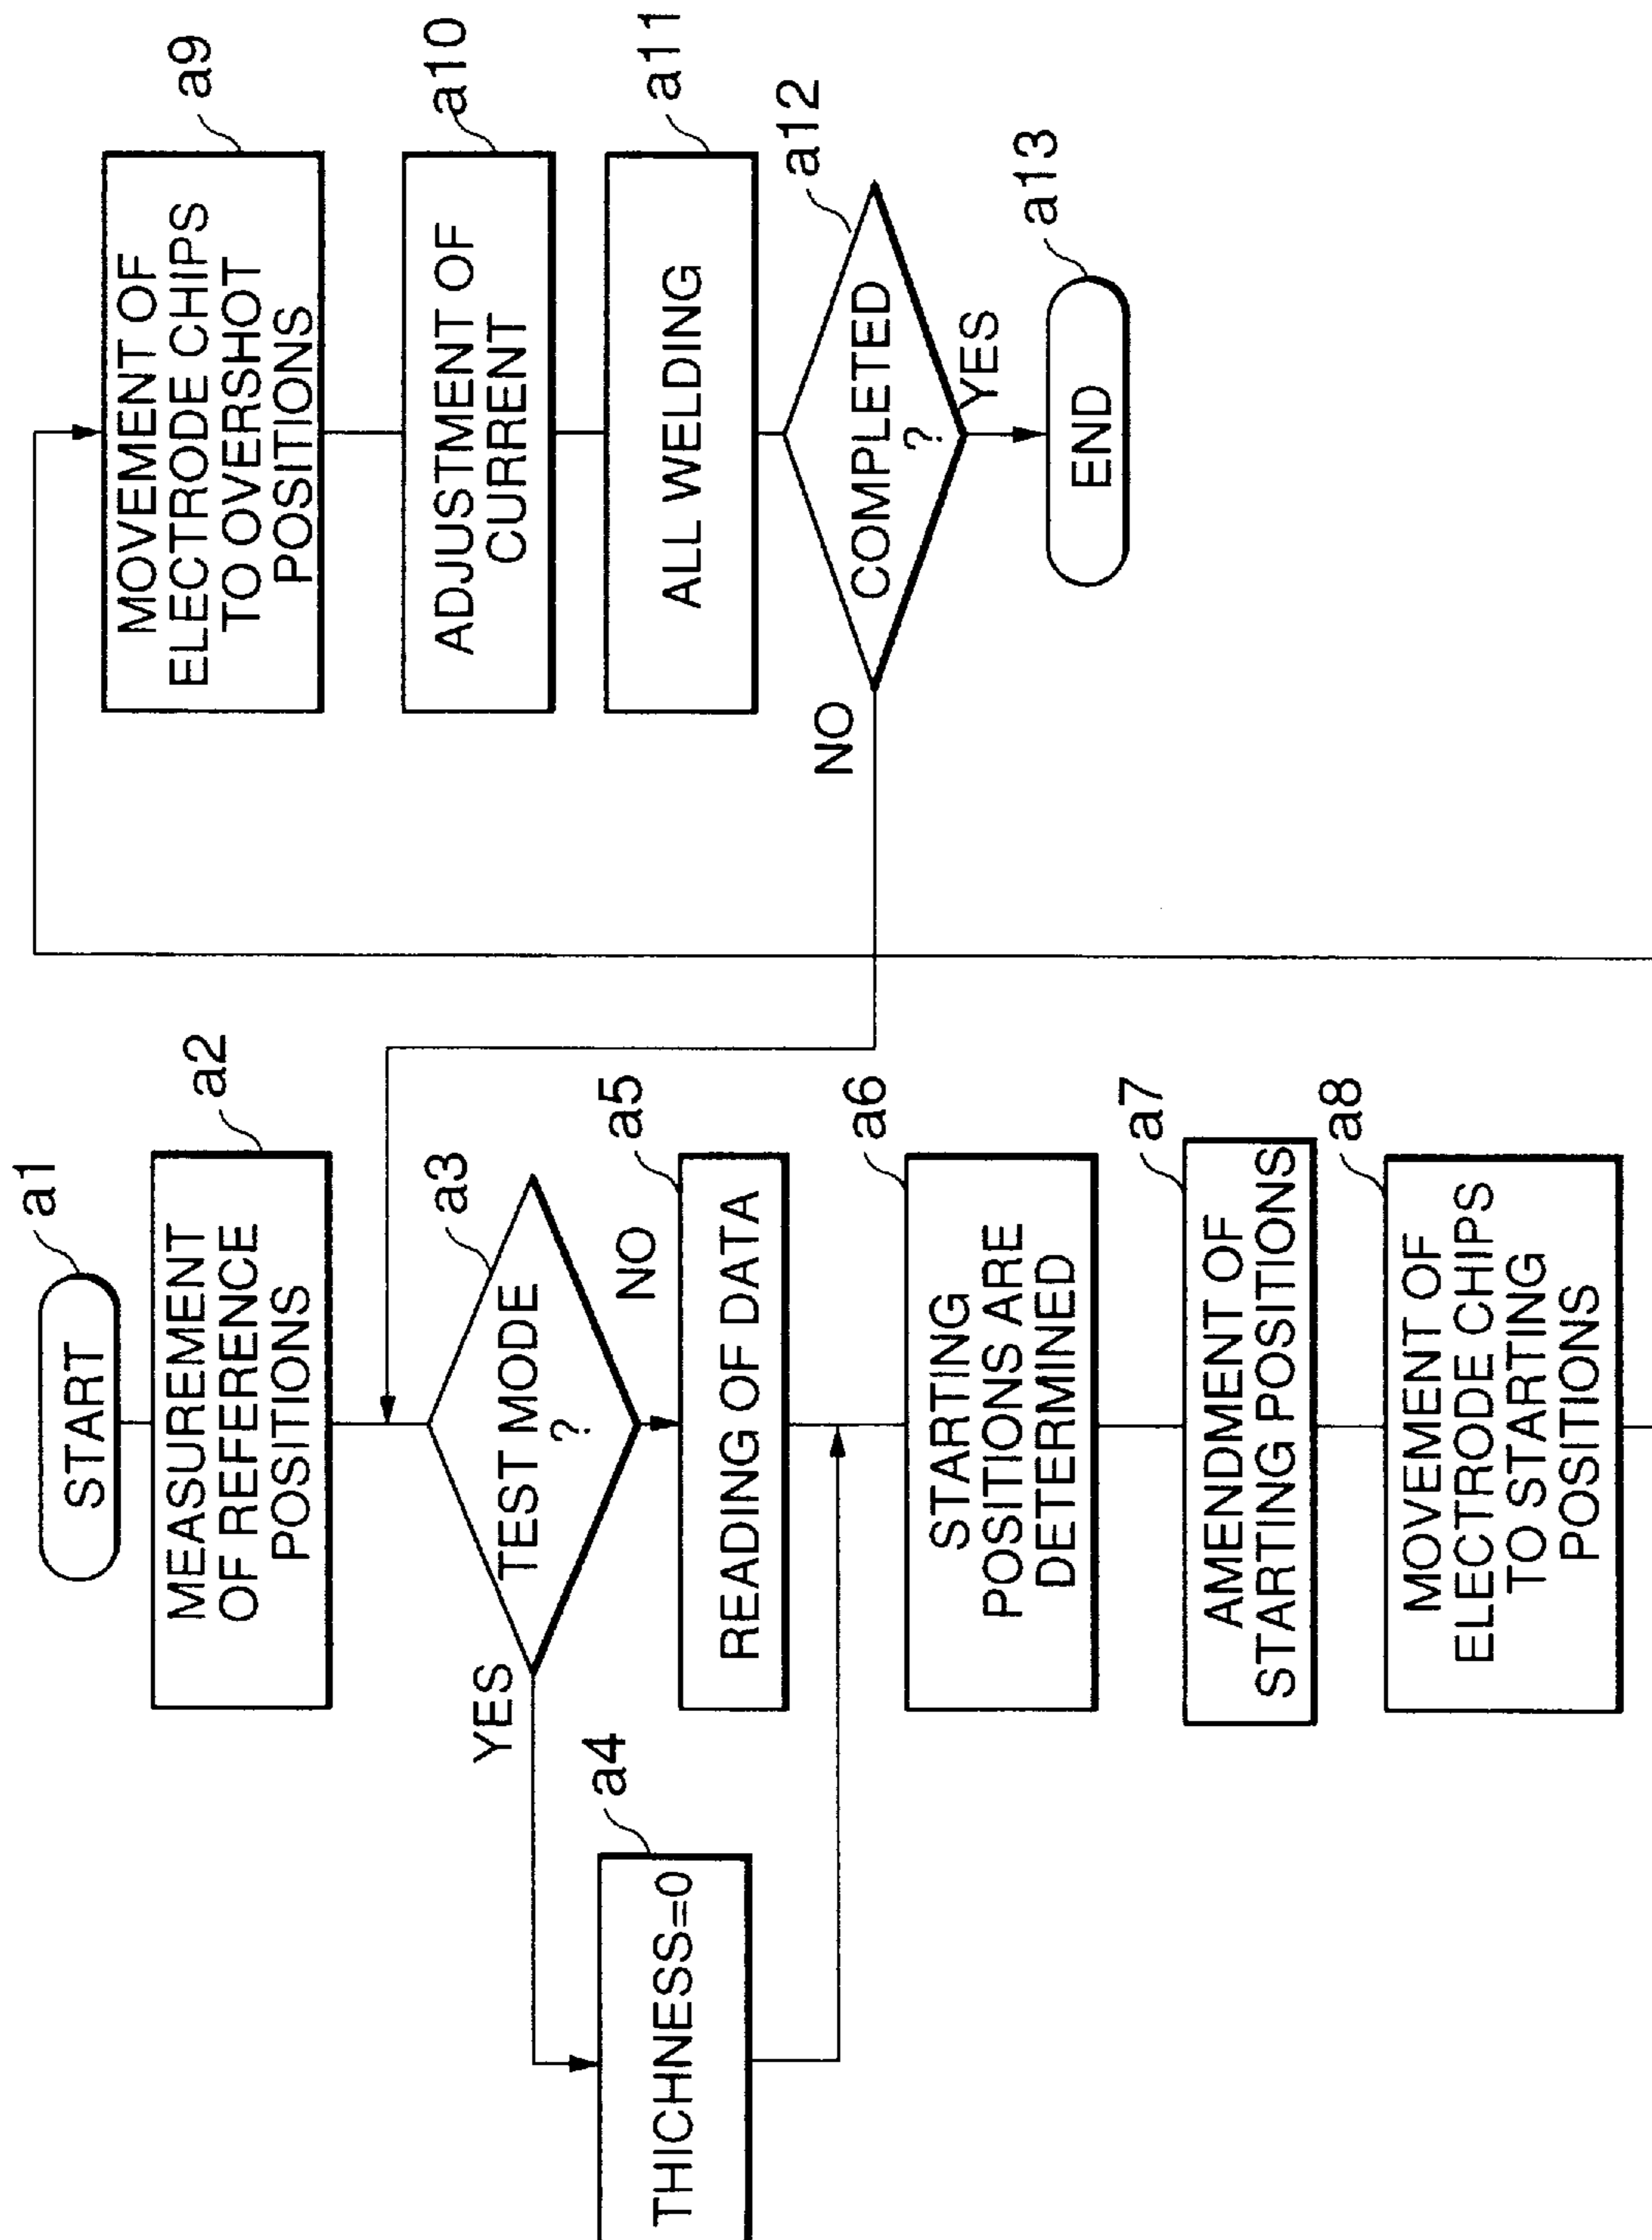 a1
START
a2
MEASUREMENT
OF REFERENCE
POSITIONS
a3
TEST MODE
?
YES
NO
a4
THICHNESS=0
a5
READING OF DATA
a6
STARTING
POSITIONS ARE
DETERMINED
a7
AMENDMENT OF
STARTING POSITIONS
a8
MOVEMENT OF
ELECTRODE CHIPS
TO STARTING
POSITIONS
a9
MOVEMENT OF
ELECTRODE CHIPS
TO OVERSHOT
POSITIONS
a10
ADJUSTMENT OF
CURRENT
a11
ALL WELDING
a12
COMPLETED
?
NO
YES
a13
END